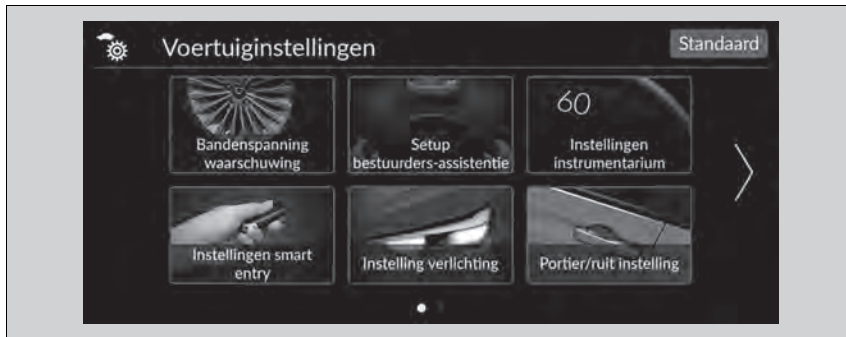 Voertuiginstellingen
Standaard
Bandenspanning
waarschuwing
Setup
bestuurders-assistentie
60
Instellingen
instrumentarium
Instellingen smart
entry
Instelling verlichting
Portier/ruit instelling